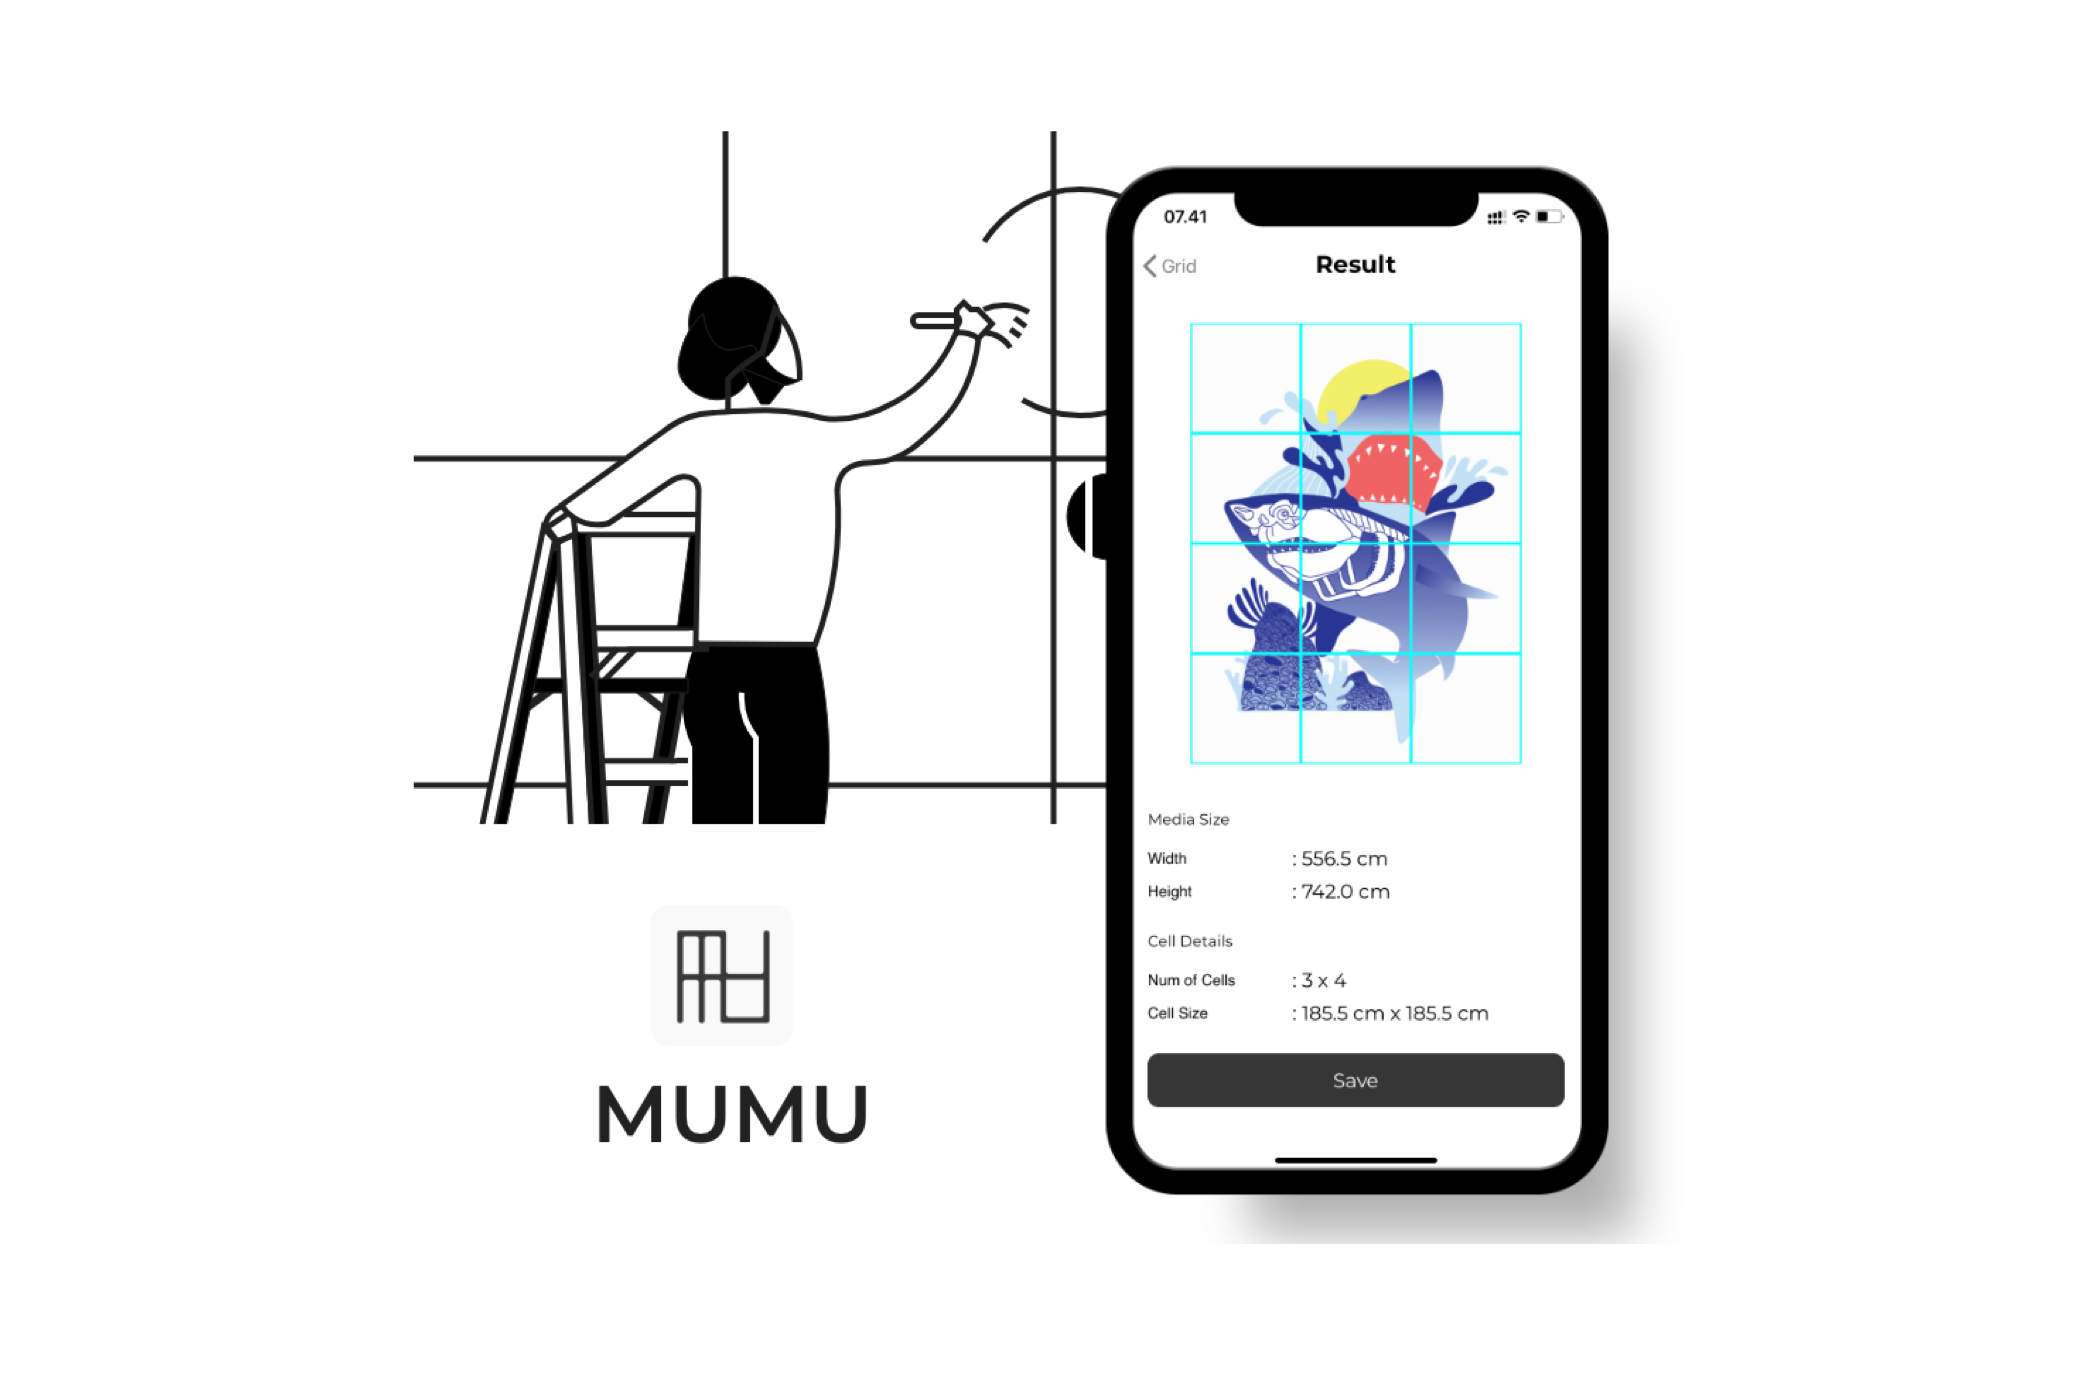 07.41
Grid
Result
Media Size
Width : 556.5 cm
Height : 742.0 cm
Cell Details
Num of Cells : 3 x 4
Cell Size : 185.5 cm x 185.5 cm
Save
MU
MUMU